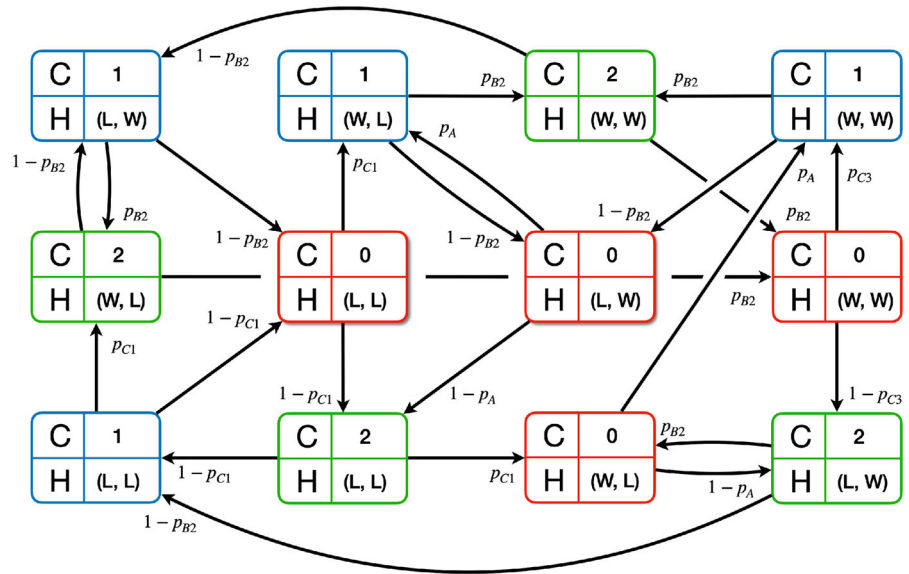 1 − p_B2
C 1 C 1 C 2 C 1
p_B2 p_B2
H (L, W) H (W, L) H (W, W) H (W, W)
p_A
1 − p_B2 p_C1 p_A p_C3
p_B2 1 − p_B2 p_B2
1 − p_B2 1 − p_B2
C 2 C 0 C 0 C 0
H (W, L) H (L, L) H (L, W) H (W, W)
p_B2
1 − p_C1
p_C1
1 − p_C1 1 − p_A 1 − p_C3
C 1 C 2 C 0 p_B2 C 2
1 − p_C1 p_C1
H (L, L) H (L, L) H (W, L) 1 − p_A H (L, W)
1 − p_B2